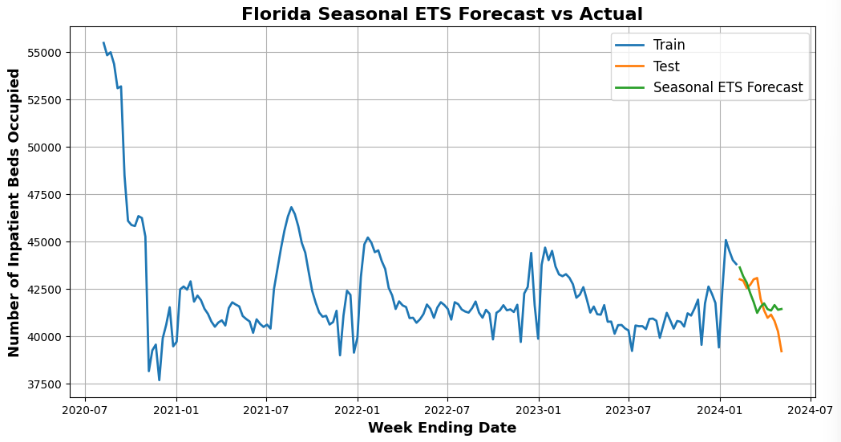 Florida Seasonal ETS Forecast vs Actual
Train
Test
Seasonal ETS Forecast
Number of Inpatient Beds Occupied
55000
52500
50000
47500
45000
42500
40000
37500
2020-07 2021-01 2021-07 2022-01 2022-07 2023-01 2023-07 2024-01 2024-07
Week Ending Date